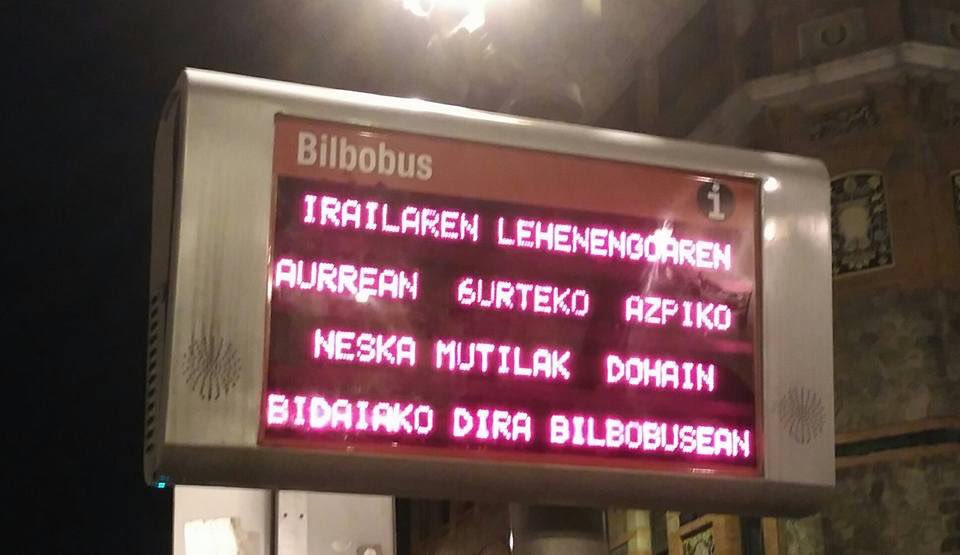 Bilbobus
i
IRAILAREN LEHENENGOAREN
AURREAN 6URTEKO AZPIKO
NESKA MUTILAK DOHAIN
BIDAIAKO DIRA BILBOBUSEAN